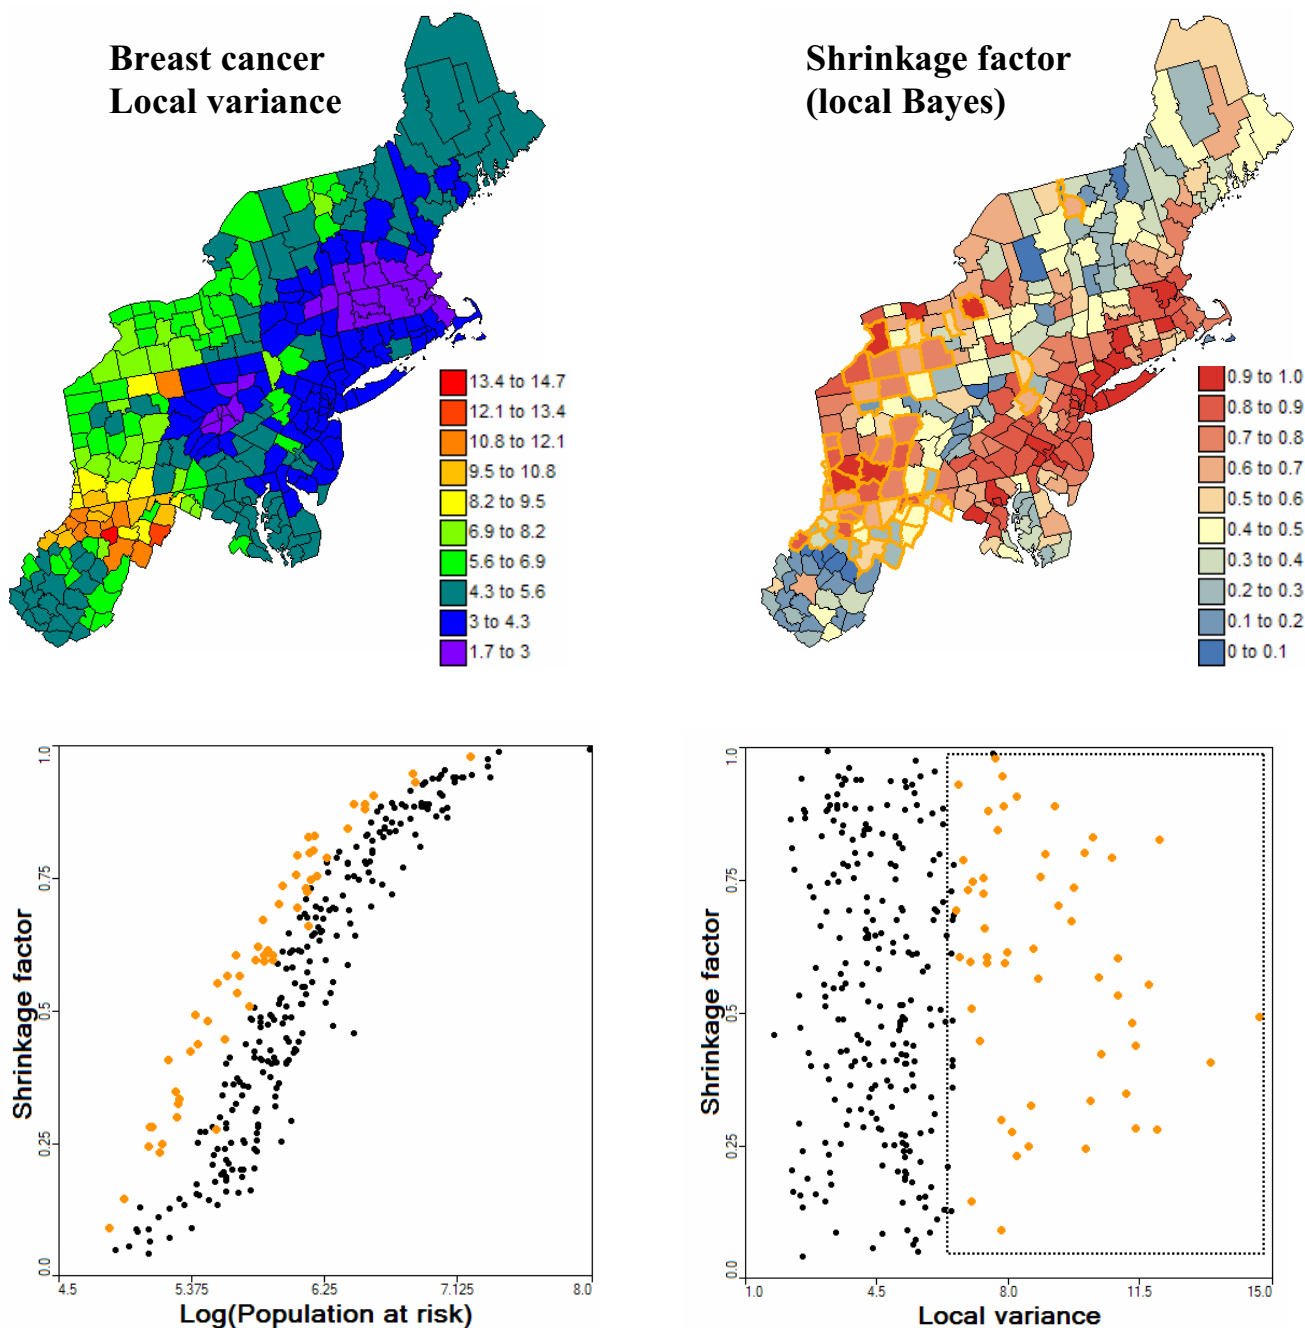 Breast cancer
Local variance
13.4 to 14.7
12.1 to 13.4
10.8 to 12.1
9.5 to 10.8
8.2 to 9.5
6.9 to 8.2
5.6 to 6.9
4.3 to 5.6
3 to 4.3
1.7 to 3
Shrinkage factor
(local Bayes)
0.9 to 1.0
0.8 to 0.9
0.7 to 0.8
0.6 to 0.7
0.5 to 0.6
0.4 to 0.5
0.3 to 0.4
0.2 to 0.3
0.1 to 0.2
0 to 0.1
Shrinkage factor
1.0
0.75
0.5
0.25
0.0
4.5 5.375 6.25 7.125 8.0
Log(Population at risk)
Shrinkage factor
1.0
0.75
0.5
0.25
0.0
1.0 4.5 8.0 11.5 15.0
Local variance